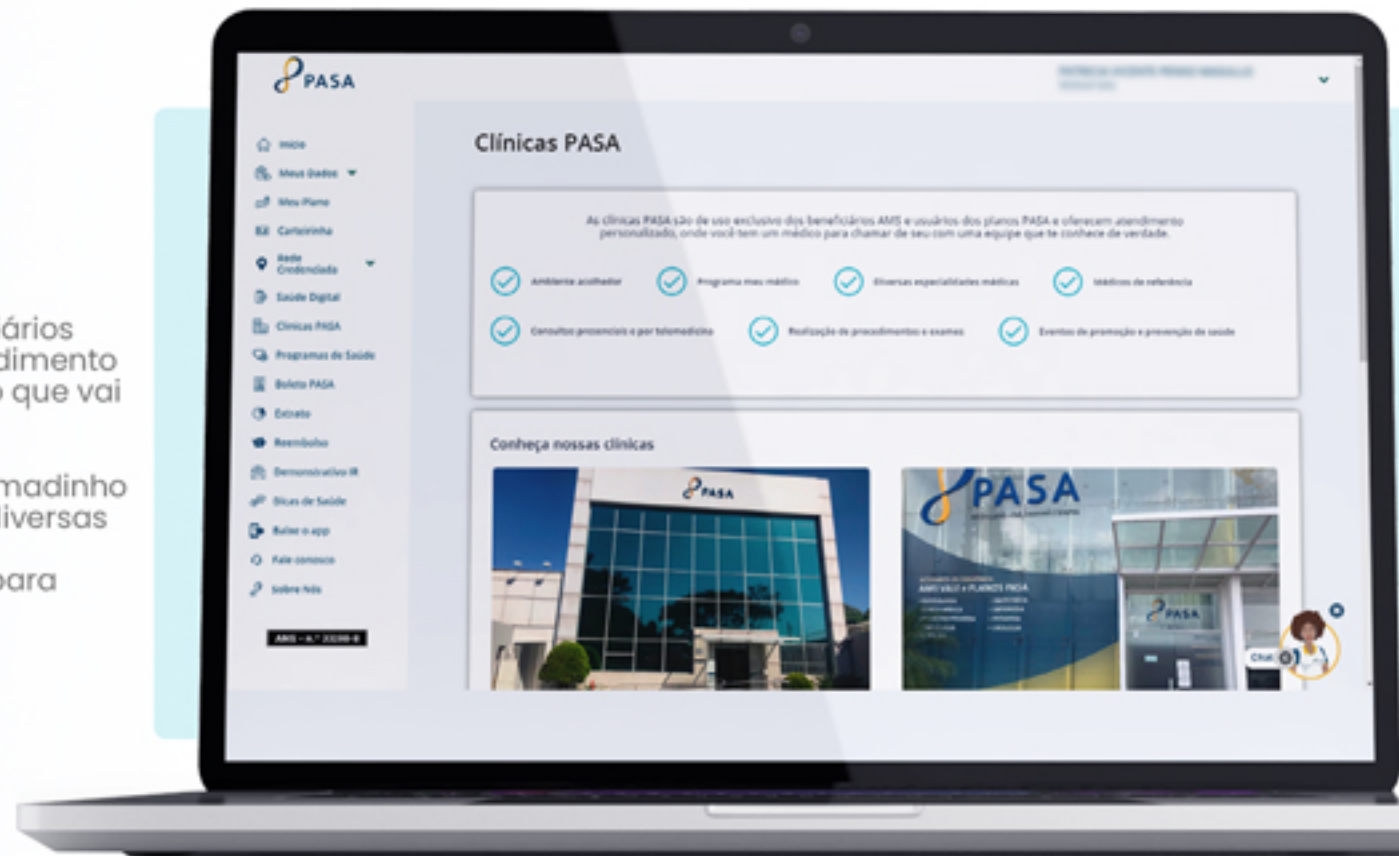 iários
dimento
o que vai
madinho
diversas
para
PASA
Início
Meus Dados
Meu Plano
Carteirinha
Rede
Credenciada
Saúde Digital
Clínicas PASA
Programas de Saúde
Boleto PASA
Extrato
Reembolso
Demonstrativo IR
Dicas de Saúde
Baixe o app
Fale conosco
Sobre Nós
Clínicas PASA
As clínicas PASA são de uso exclusivo dos beneficiários AMS e usuários dos planos PASA e oferecem atendimento
personalizado, onde você tem um médico para chamar de seu com uma equipe que te conhece de verdade.
Ambiente acolhedor
Programa meu médico
Diversas especialidades médicas
Médicos de referência
Consultas presenciais e por telemedicina
Realização de procedimentos e exames
Eventos de promoção e prevenção de saúde
Conheça nossas clínicas
PASA
PASA
AMS VALE e PLANOS PASA
PASA
Chat